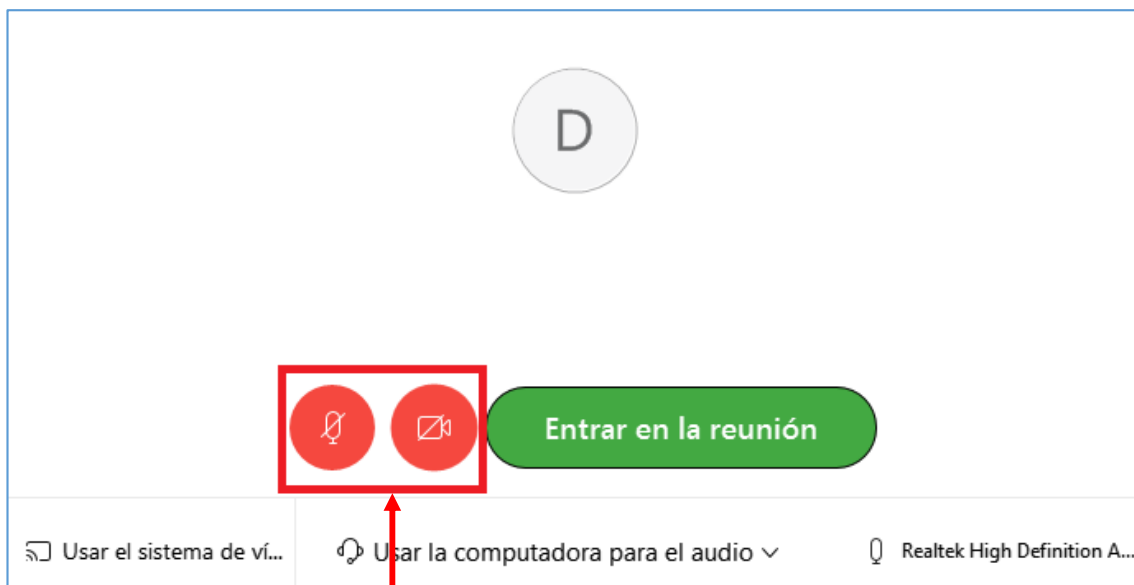 D
Entrar en la reunión
Usar el sistema de ví...
Usar la computadora para el audio
Realtek High Definition A...